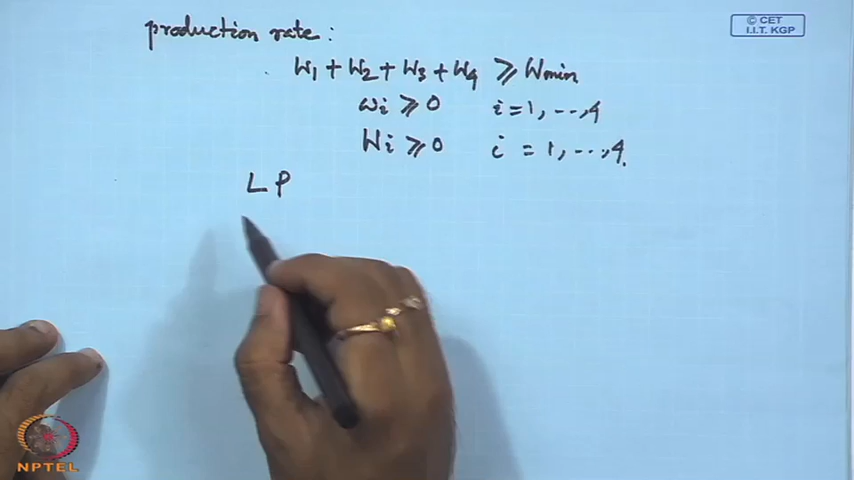 production rate:
© CET
I.I.T. KGP
W₁ + W₂ + W₃ + W₄ ⩾ Wmin
wᵢ ⩾ 0 i = 1, ..., 4
Wᵢ ⩾ 0 i = 1, ..., 4.
LP
NPTEL